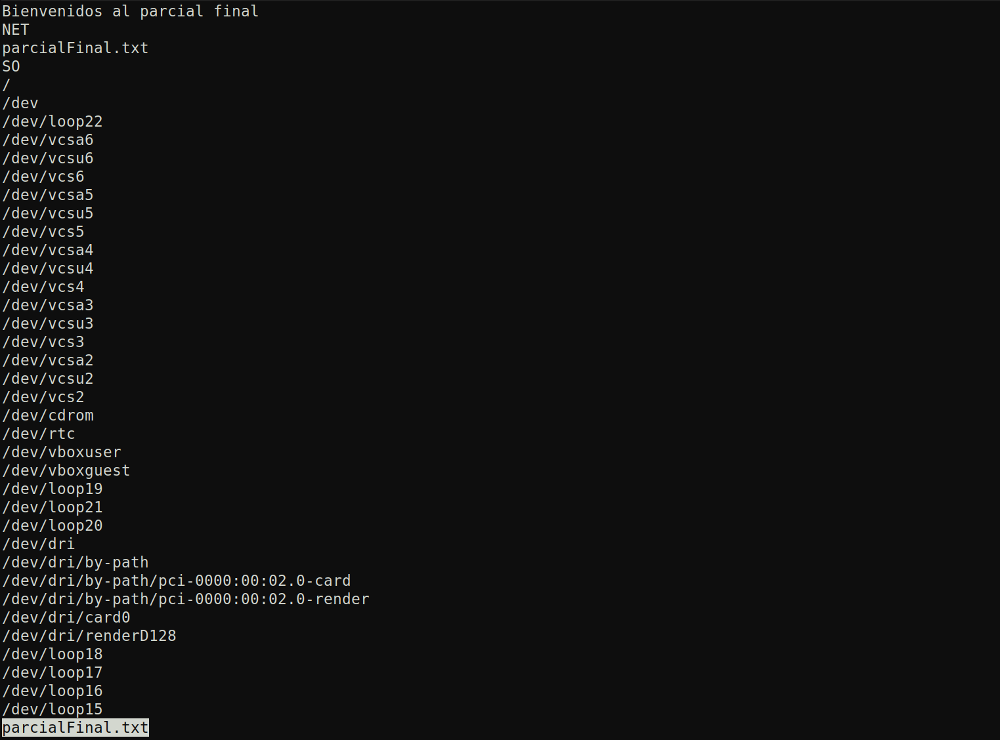 Bienvenidos al parcial final
NET
parcialFinal.txt
SO
/
/dev
/dev/loop22
/dev/vcsa6
/dev/vcsu6
/dev/vcs6
/dev/vcsa5
/dev/vcsu5
/dev/vcs5
/dev/vcsa4
/dev/vcsu4
/dev/vcs4
/dev/vcsa3
/dev/vcsu3
/dev/vcs3
/dev/vcsa2
/dev/vcsu2
/dev/vcs2
/dev/cdrom
/dev/rtc
/dev/vboxuser
/dev/vboxguest
/dev/loop19
/dev/loop21
/dev/loop20
/dev/dri
/dev/dri/by-path
/dev/dri/by-path/pci-0000:00:02.0-card
/dev/dri/by-path/pci-0000:00:02.0-render
/dev/dri/card0
/dev/dri/renderD128
/dev/loop18
/dev/loop17
/dev/loop16
/dev/loop15
parcialFinal.txt